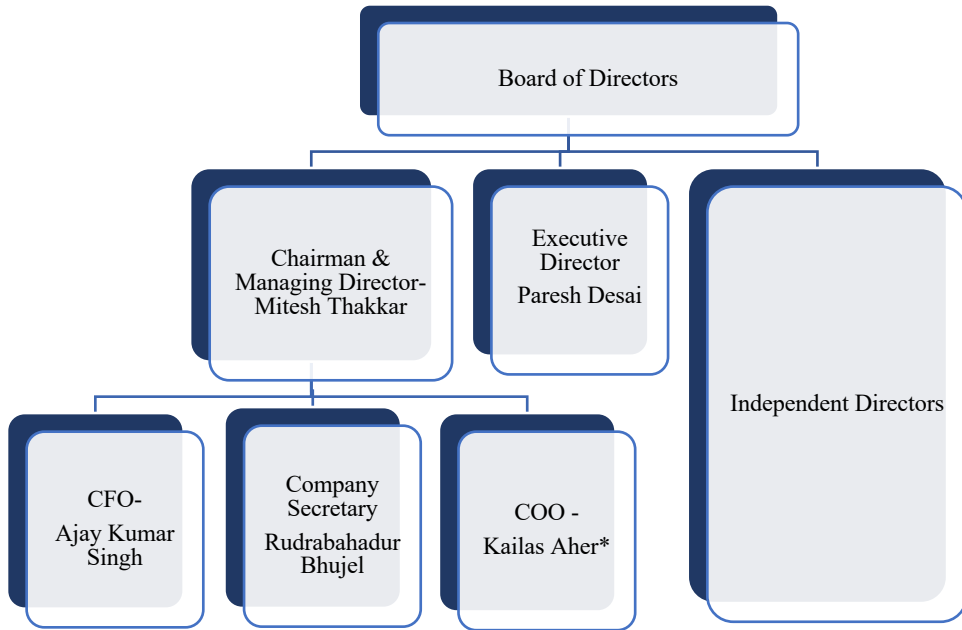 Board of Directors
Chairman &
Managing Director-
Mitesh Thakkar
Executive
Director
Paresh Desai
Independent Directors
CFO-
Ajay Kumar
Singh
Company
Secretary
Rudrabahadur
Bhujel
COO -
Kailas Aher*